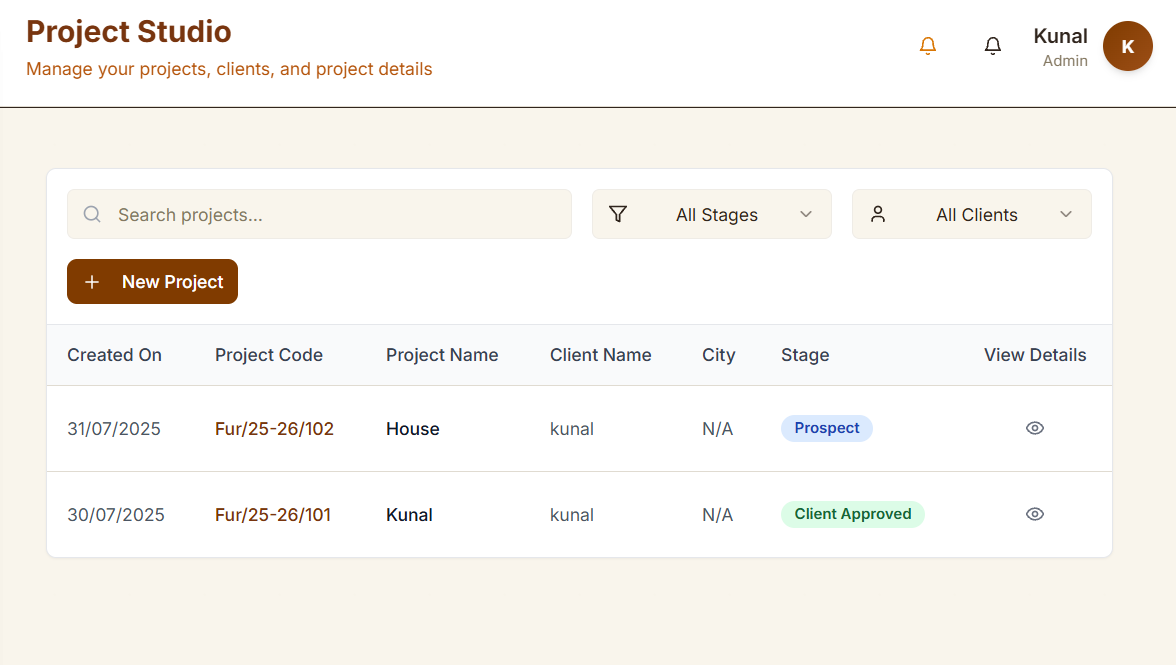 Project Studio
Manage your projects, clients, and project details
Kunal
Admin
K
Search projects...
All Stages
All Clients
+ New Project
Created On Project Code Project Name Client Name City Stage View Details
31/07/2025 Fur/25-26/102 House kunal N/A Prospect
30/07/2025 Fur/25-26/101 Kunal kunal N/A Client Approved